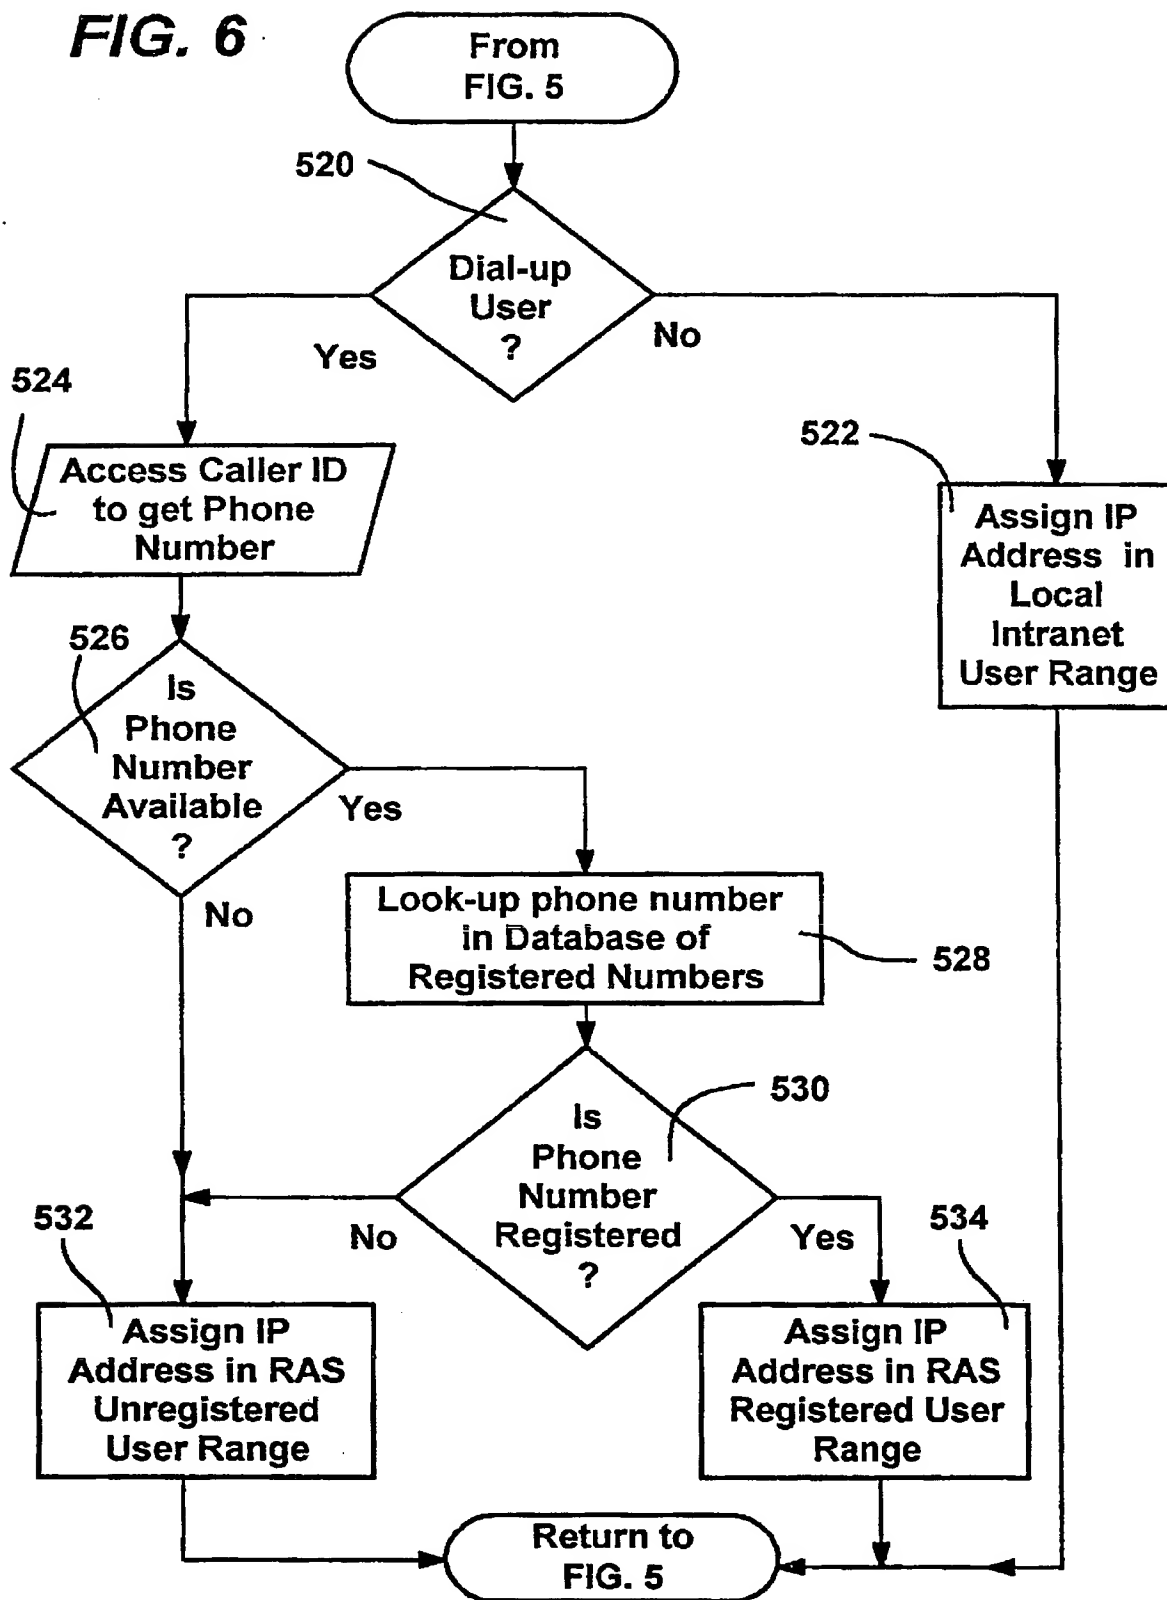 FIG. 6
From
FIG. 5
520
Dial-up
User
?
Yes
No
524
Access Caller ID
to get Phone
Number
522
Assign IP
Address in
Local
Intranet
User Range
526
Is
Phone
Number
Available
?
Yes
No
Look-up phone number
in Database of
Registered Numbers
528
530
Is
Phone
Number
Registered
?
No
Yes
532
Assign IP
Address in RAS
Unregistered
User Range
534
Assign IP
Address in RAS
Registered User
Range
Return to
FIG. 5